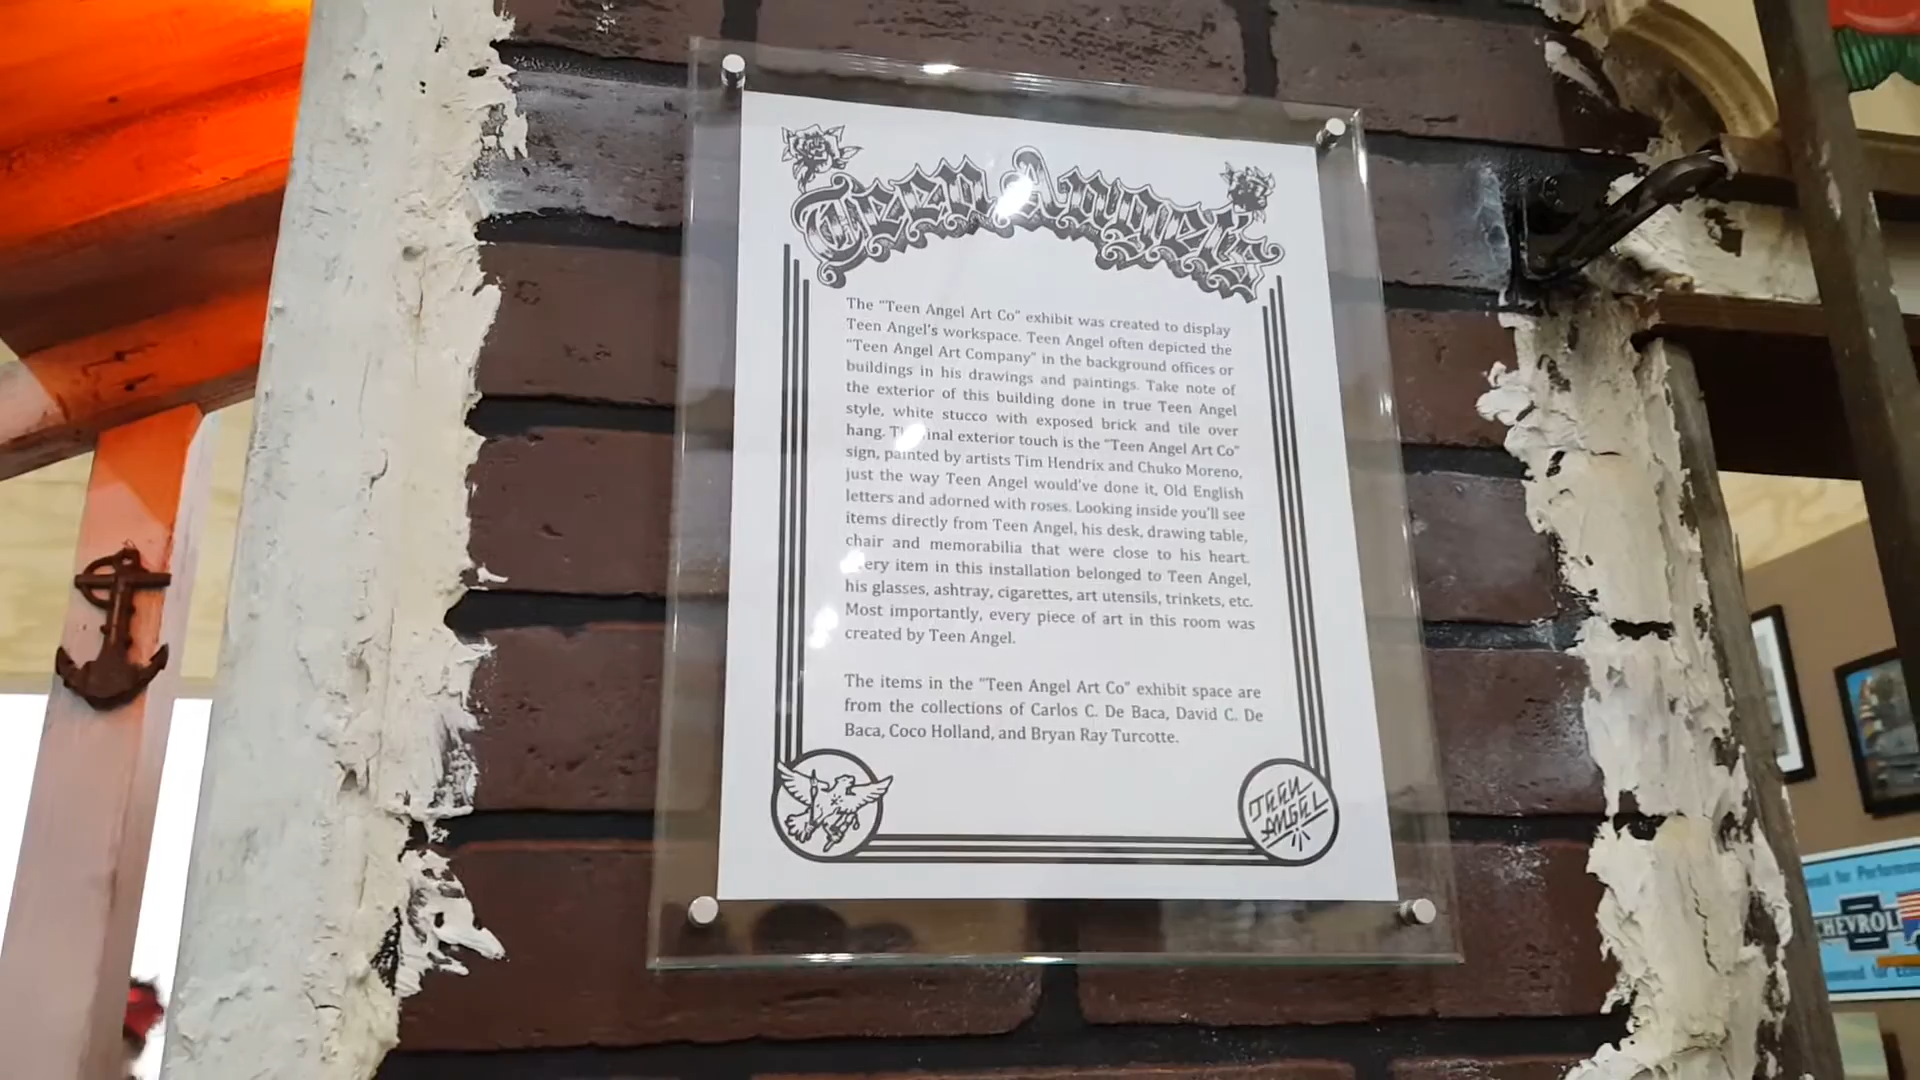 Teen Angel's
The "Teen Angel Art Co" exhibit was created to display
Teen Angel's workspace. Teen Angel often depicted the
"Teen Angel Art Company" in the background offices or
buildings in his drawings and paintings. Take note of
the exterior of this building done in true Teen Angel
style, white stucco with exposed brick and tile over
hang. exterior touch is the "Teen Angel Art Co"
sign, painted by artists Tim Hendrix and Chuko Moreno,
just the way Teen Angel would've done it, Old English
letters and adorned with roses. Looking inside you'll see
items directly from Teen Angel, his desk, drawing table,
chair and memorabilia that were close to his heart.
item in this installation belonged to Teen Angel,
his glasses, ashtray, cigarettes, art utensils, trinkets, etc.
Most importantly, every piece of art in this room was
created by Teen Angel.
The items in the "Teen Angel Art Co" exhibit space are
from the collections of Carlos C. De Baca, David C. De
Baca, Coco Holland, and Bryan Ray Turcotte.
TEEN
ANGEL
for
CHEVROL